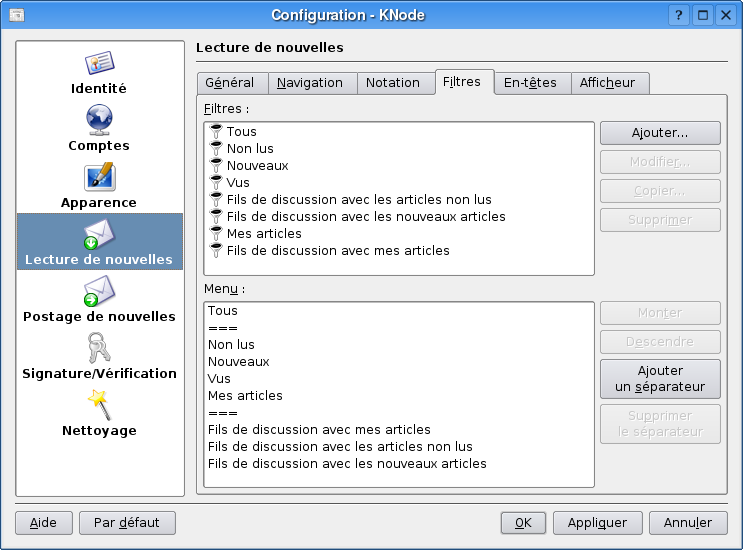 Configuration - KNode
?
Identité
Comptes
Apparence
Lecture de nouvelles
Postage de nouvelles
Signature/Vérification
Nettoyage
Lecture de nouvelles
Général
Navigation
Notation
Filtres
En-têtes
Afficheur
Filtres :
Tous
Non lus
Nouveaux
Vus
Fils de discussion avec les articles non lus
Fils de discussion avec les nouveaux articles
Mes articles
Fils de discussion avec mes articles
Ajouter...
Modifier...
Copier...
Supprimer
Menu :
Tous
===
Non lus
Nouveaux
Vus
Mes articles
===
Fils de discussion avec mes articles
Fils de discussion avec les articles non lus
Fils de discussion avec les nouveaux articles
Monter
Descendre
Ajouter
un séparateur
Supprimer
le séparateur
Aide
Par défaut
OK
Appliquer
Annuler